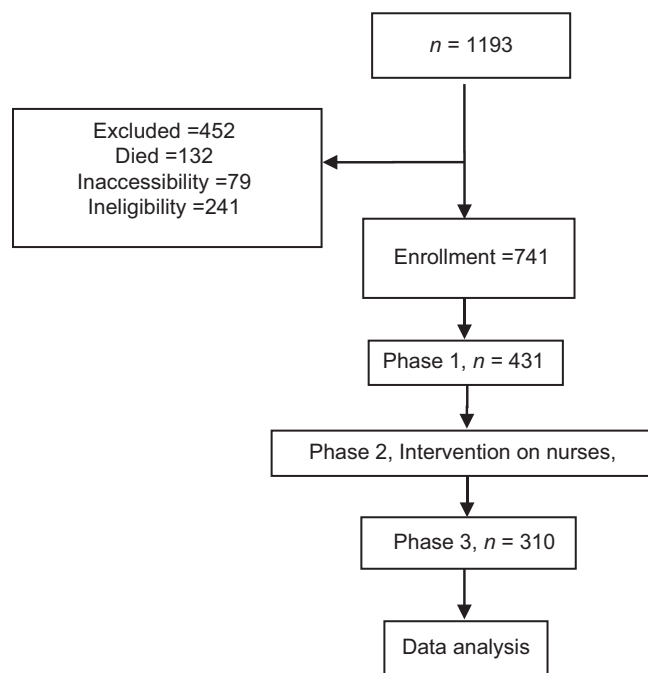 n = 1193
Excluded =452
Died =132
Inaccessibility =79
Ineligibility =241
Enrollment =741
Phase 1, n = 431
Phase 2, Intervention on nurses,
Phase 3, n = 310
Data analysis